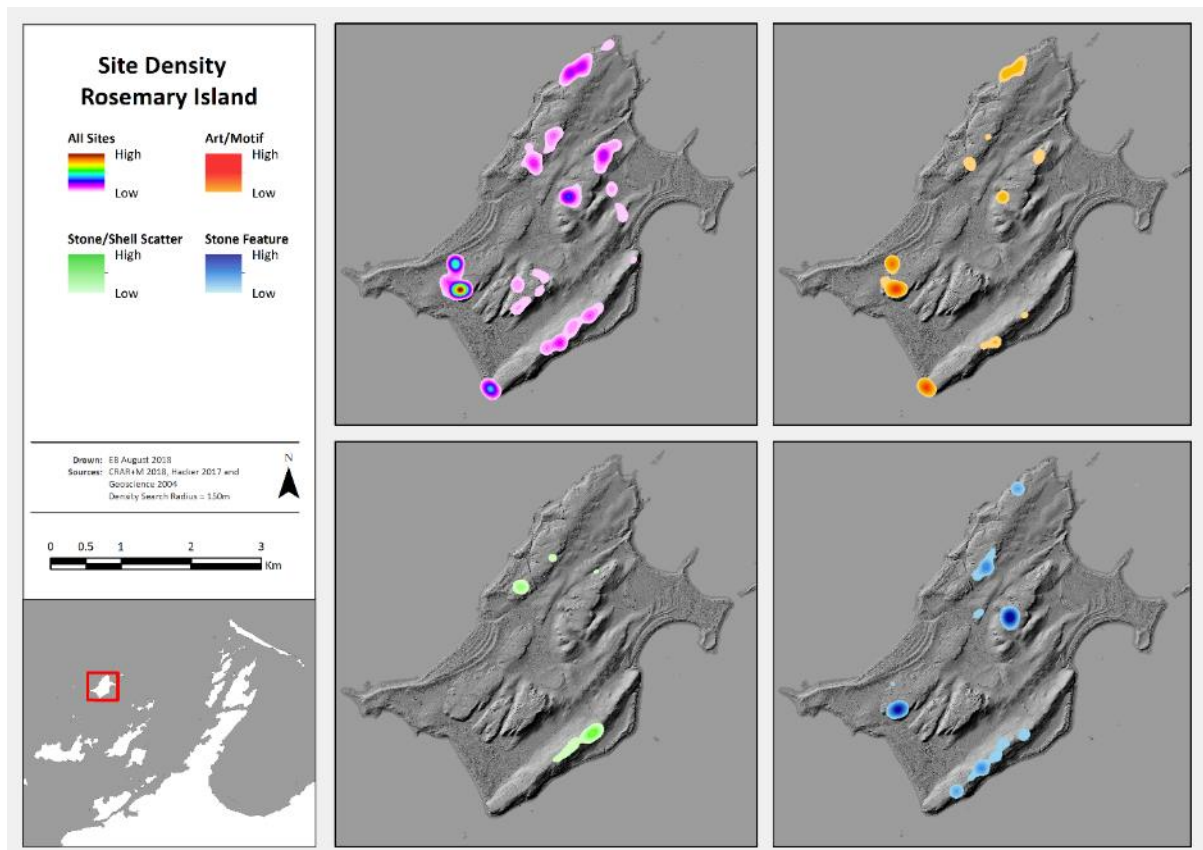 Site Density
Rosemary Island
All Sites
High
Low
Art/Motif
High
Low
Stone/Shell Scatter
High
Low
Stone Feature
High
Low
Drawn: EB August 2018
Sources: CRAR+M 2018, Hacker 2017 and
Geoscience 2004
Density Search Radius = 150m
N
0 0.5 1 2 3
Km